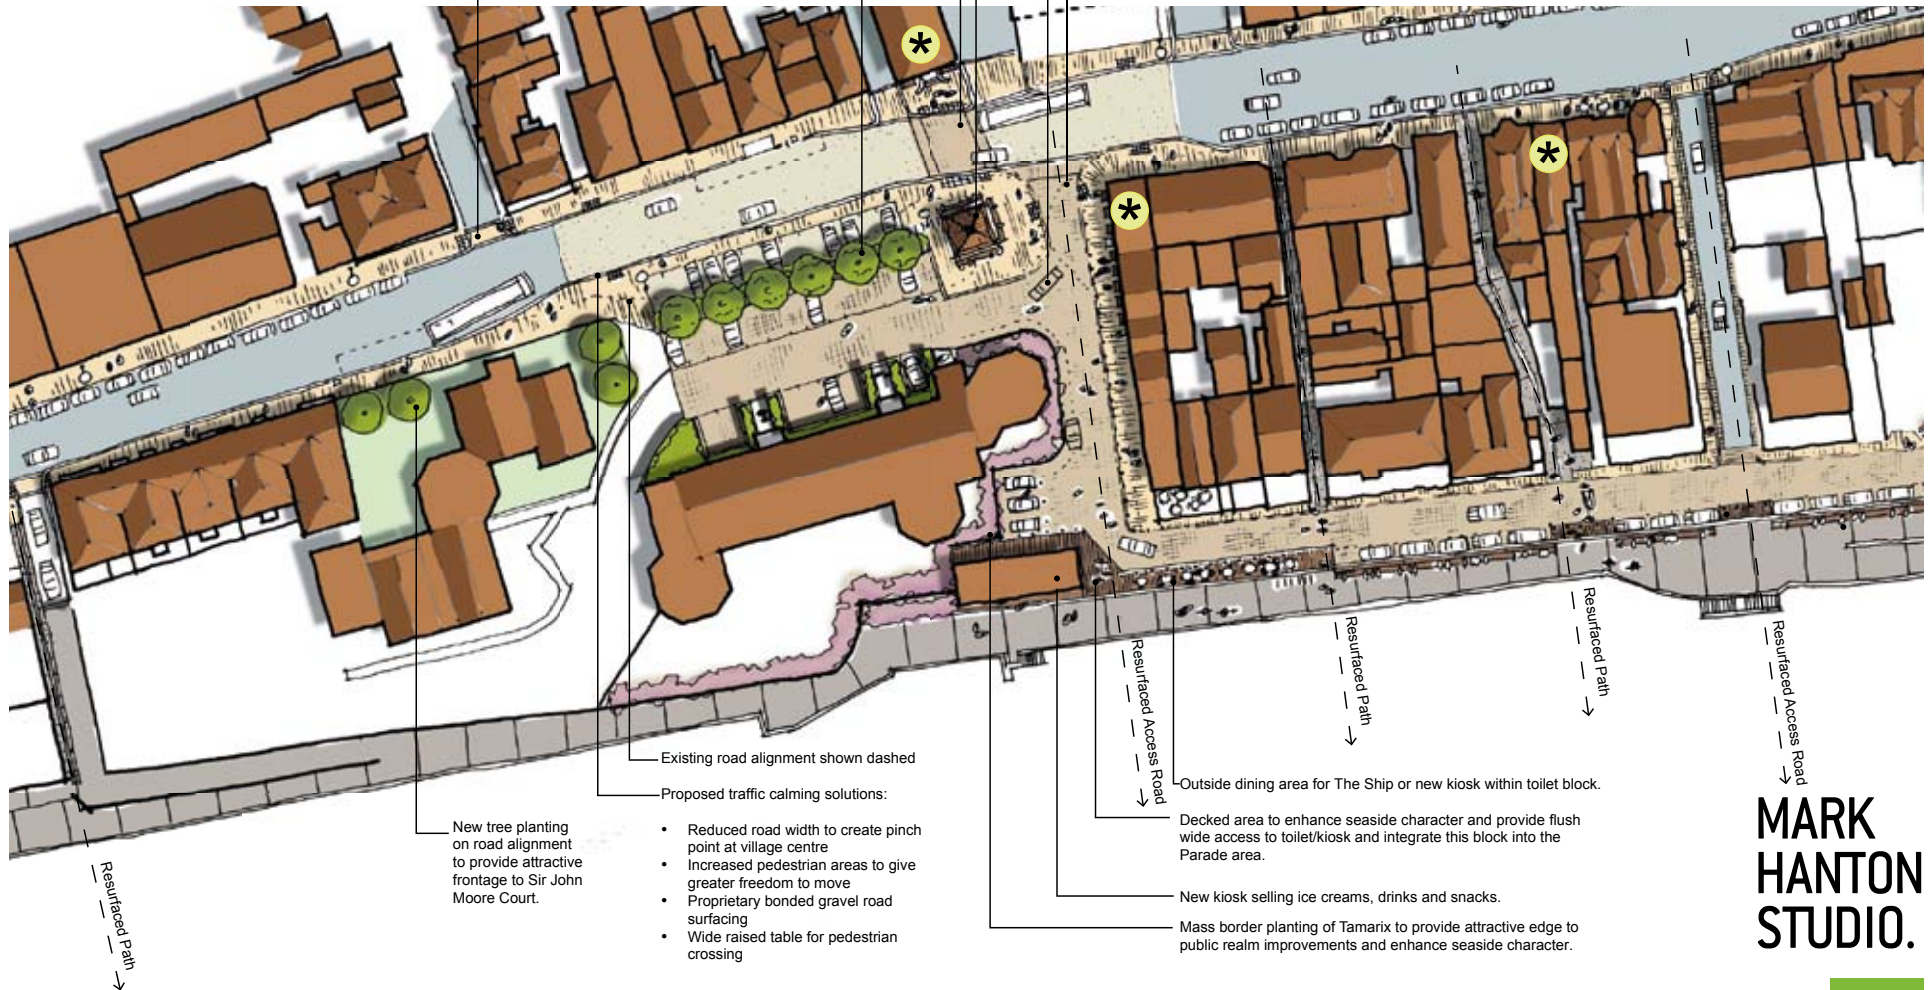 *
*
*
Existing road alignment shown dashed
Proposed traffic calming solutions:
• Reduced road width to create pinch
point at village centre
• Increased pedestrian areas to give
greater freedom to move
• Proprietary bonded gravel road
surfacing
• Wide raised table for pedestrian
crossing
New tree planting
on road alignment
to provide attractive
frontage to Sir John
Moore Court.
Resurfaced Path
Resurfaced Access Road
Resurfaced Path
Resurfaced Path
Resurfaced Access Road
Outside dining area for The Ship or new kiosk within toilet block.
Decked area to enhance seaside character and provide flush
wide access to toilet/kiosk and integrate this block into the
Parade area.
New kiosk selling ice creams, drinks and snacks.
Mass border planting of Tamarix to provide attractive edge to
public realm improvements and enhance seaside character.
MARK
HANTON
STUDIO.